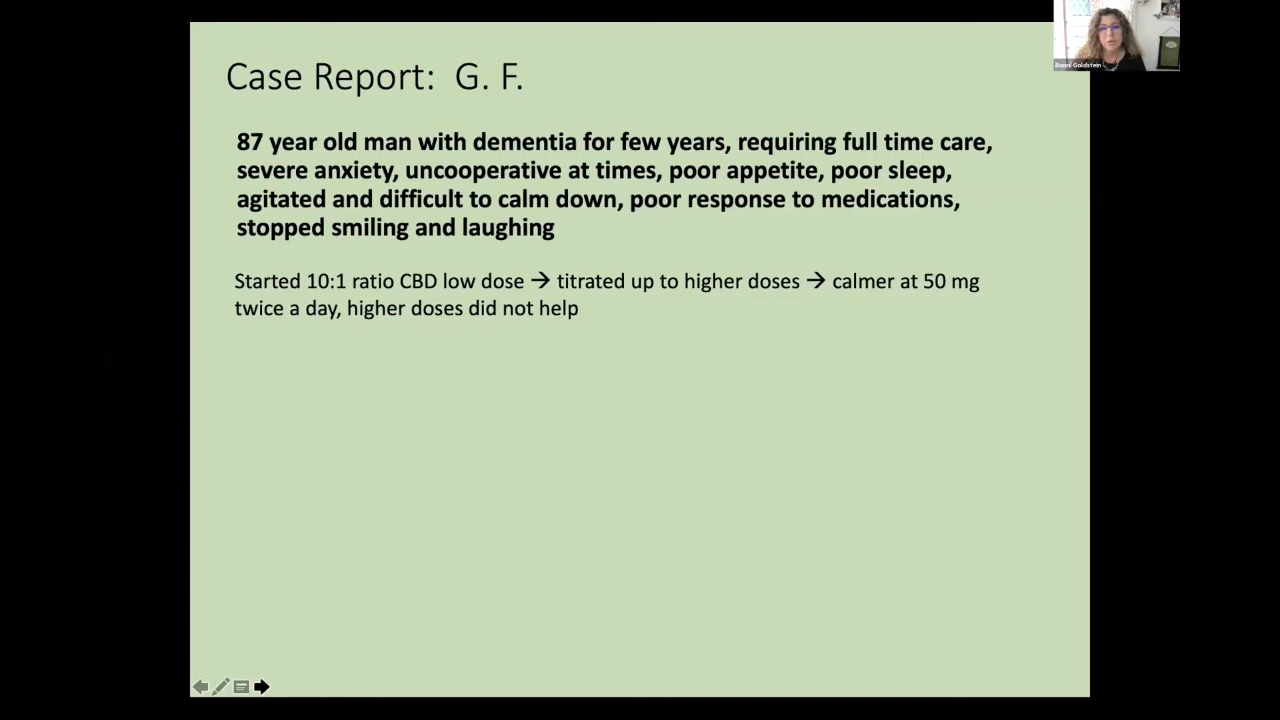 Bonni Goldstein
Case Report: G. F.
87 year old man with dementia for few years, requiring full time care,
severe anxiety, uncooperative at times, poor appetite, poor sleep,
agitated and difficult to calm down, poor response to medications,
stopped smiling and laughing
Started 10:1 ratio CBD low dose → titrated up to higher doses → calmer at 50 mg
twice a day, higher doses did not help